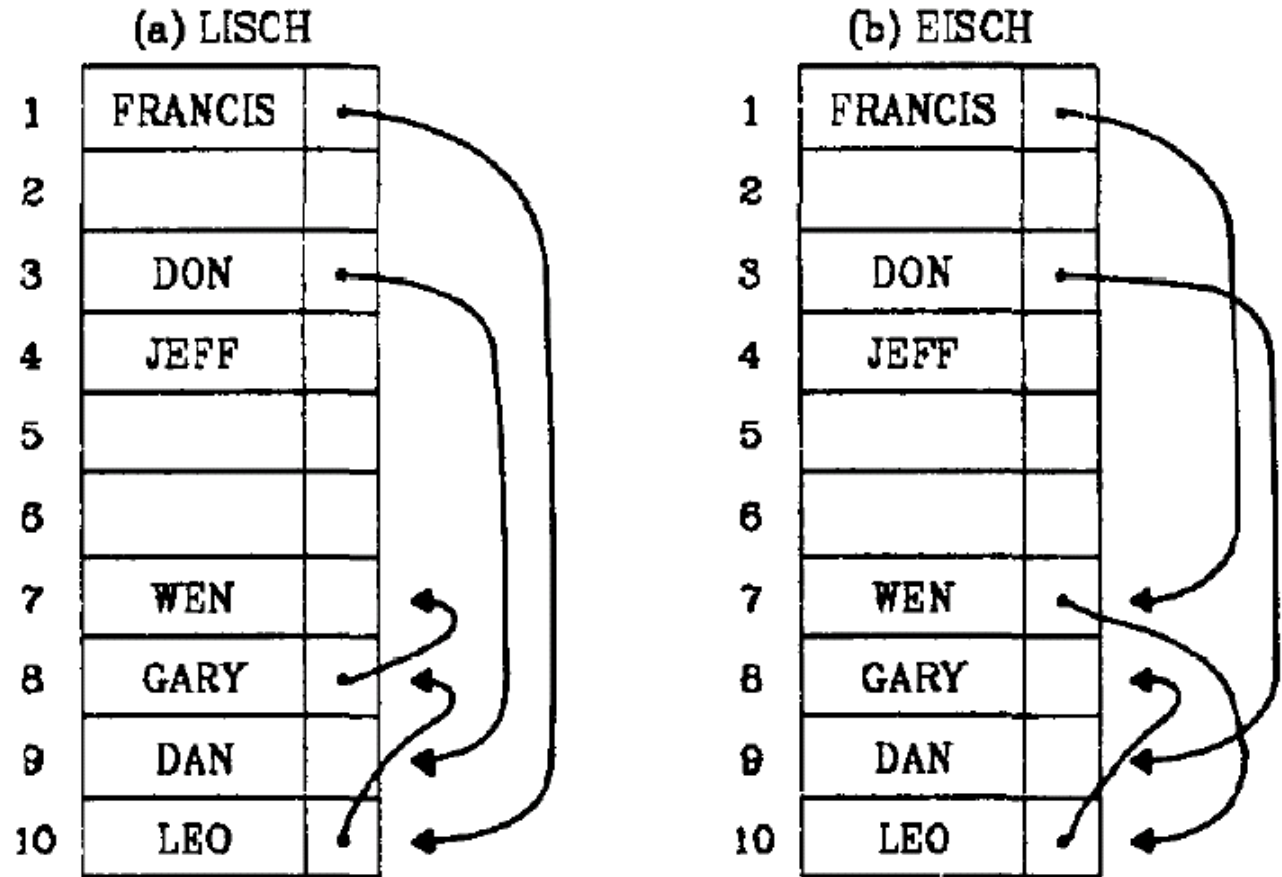 (a) LISCH
1 FRANCIS
2
3 DON
4 JEFF
5
6
7 WEN
8 GARY
9 DAN
10 LEO
(b) EISCH
1 FRANCIS
2
3 DON
4 JEFF
5
6
7 WEN
8 GARY
9 DAN
10 LEO